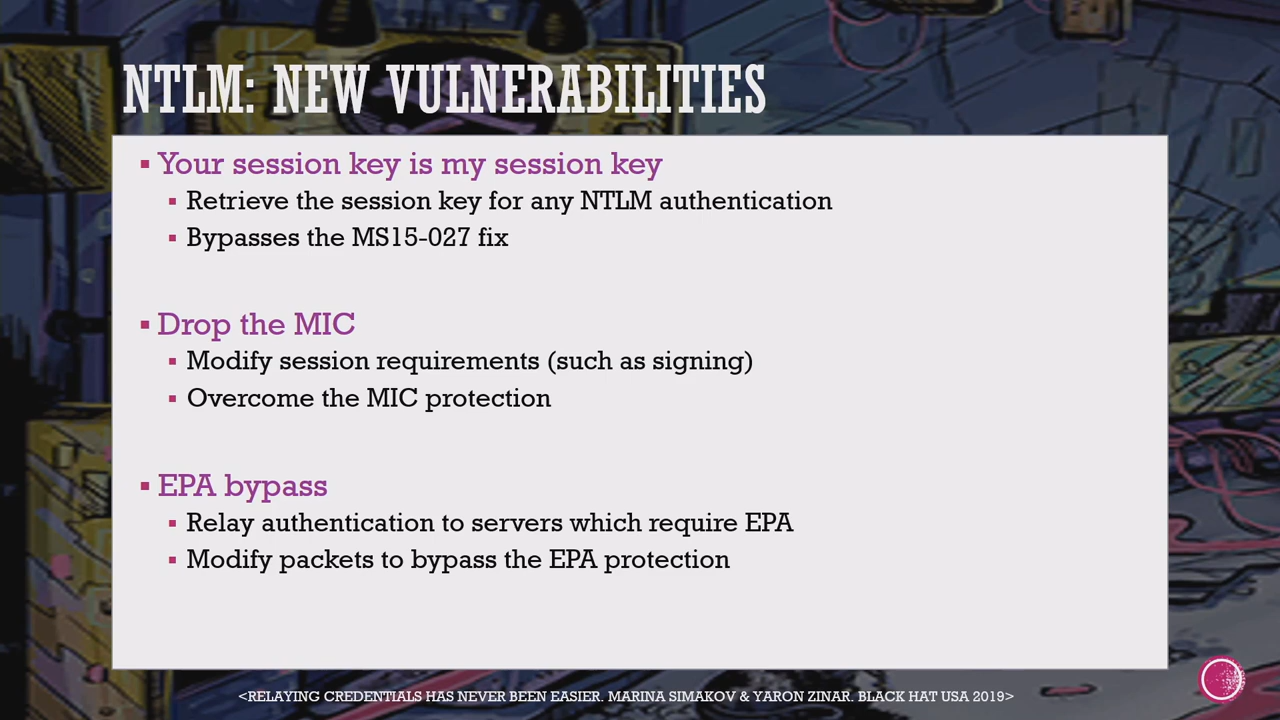 NTLM: NEW VULNERABILITIES
Your session key is my session key
Retrieve the session key for any NTLM authentication
Bypasses the MS15-027 fix
Drop the MIC
Modify session requirements (such as signing)
Overcome the MIC protection
EPA bypass
Relay authentication to servers which require EPA
Modify packets to bypass the EPA protection
<RELAYING CREDENTIALS HAS NEVER BEEN EASIER. MARINA SIMAKOV & YARON ZINAR. BLACK HAT USA 2019>